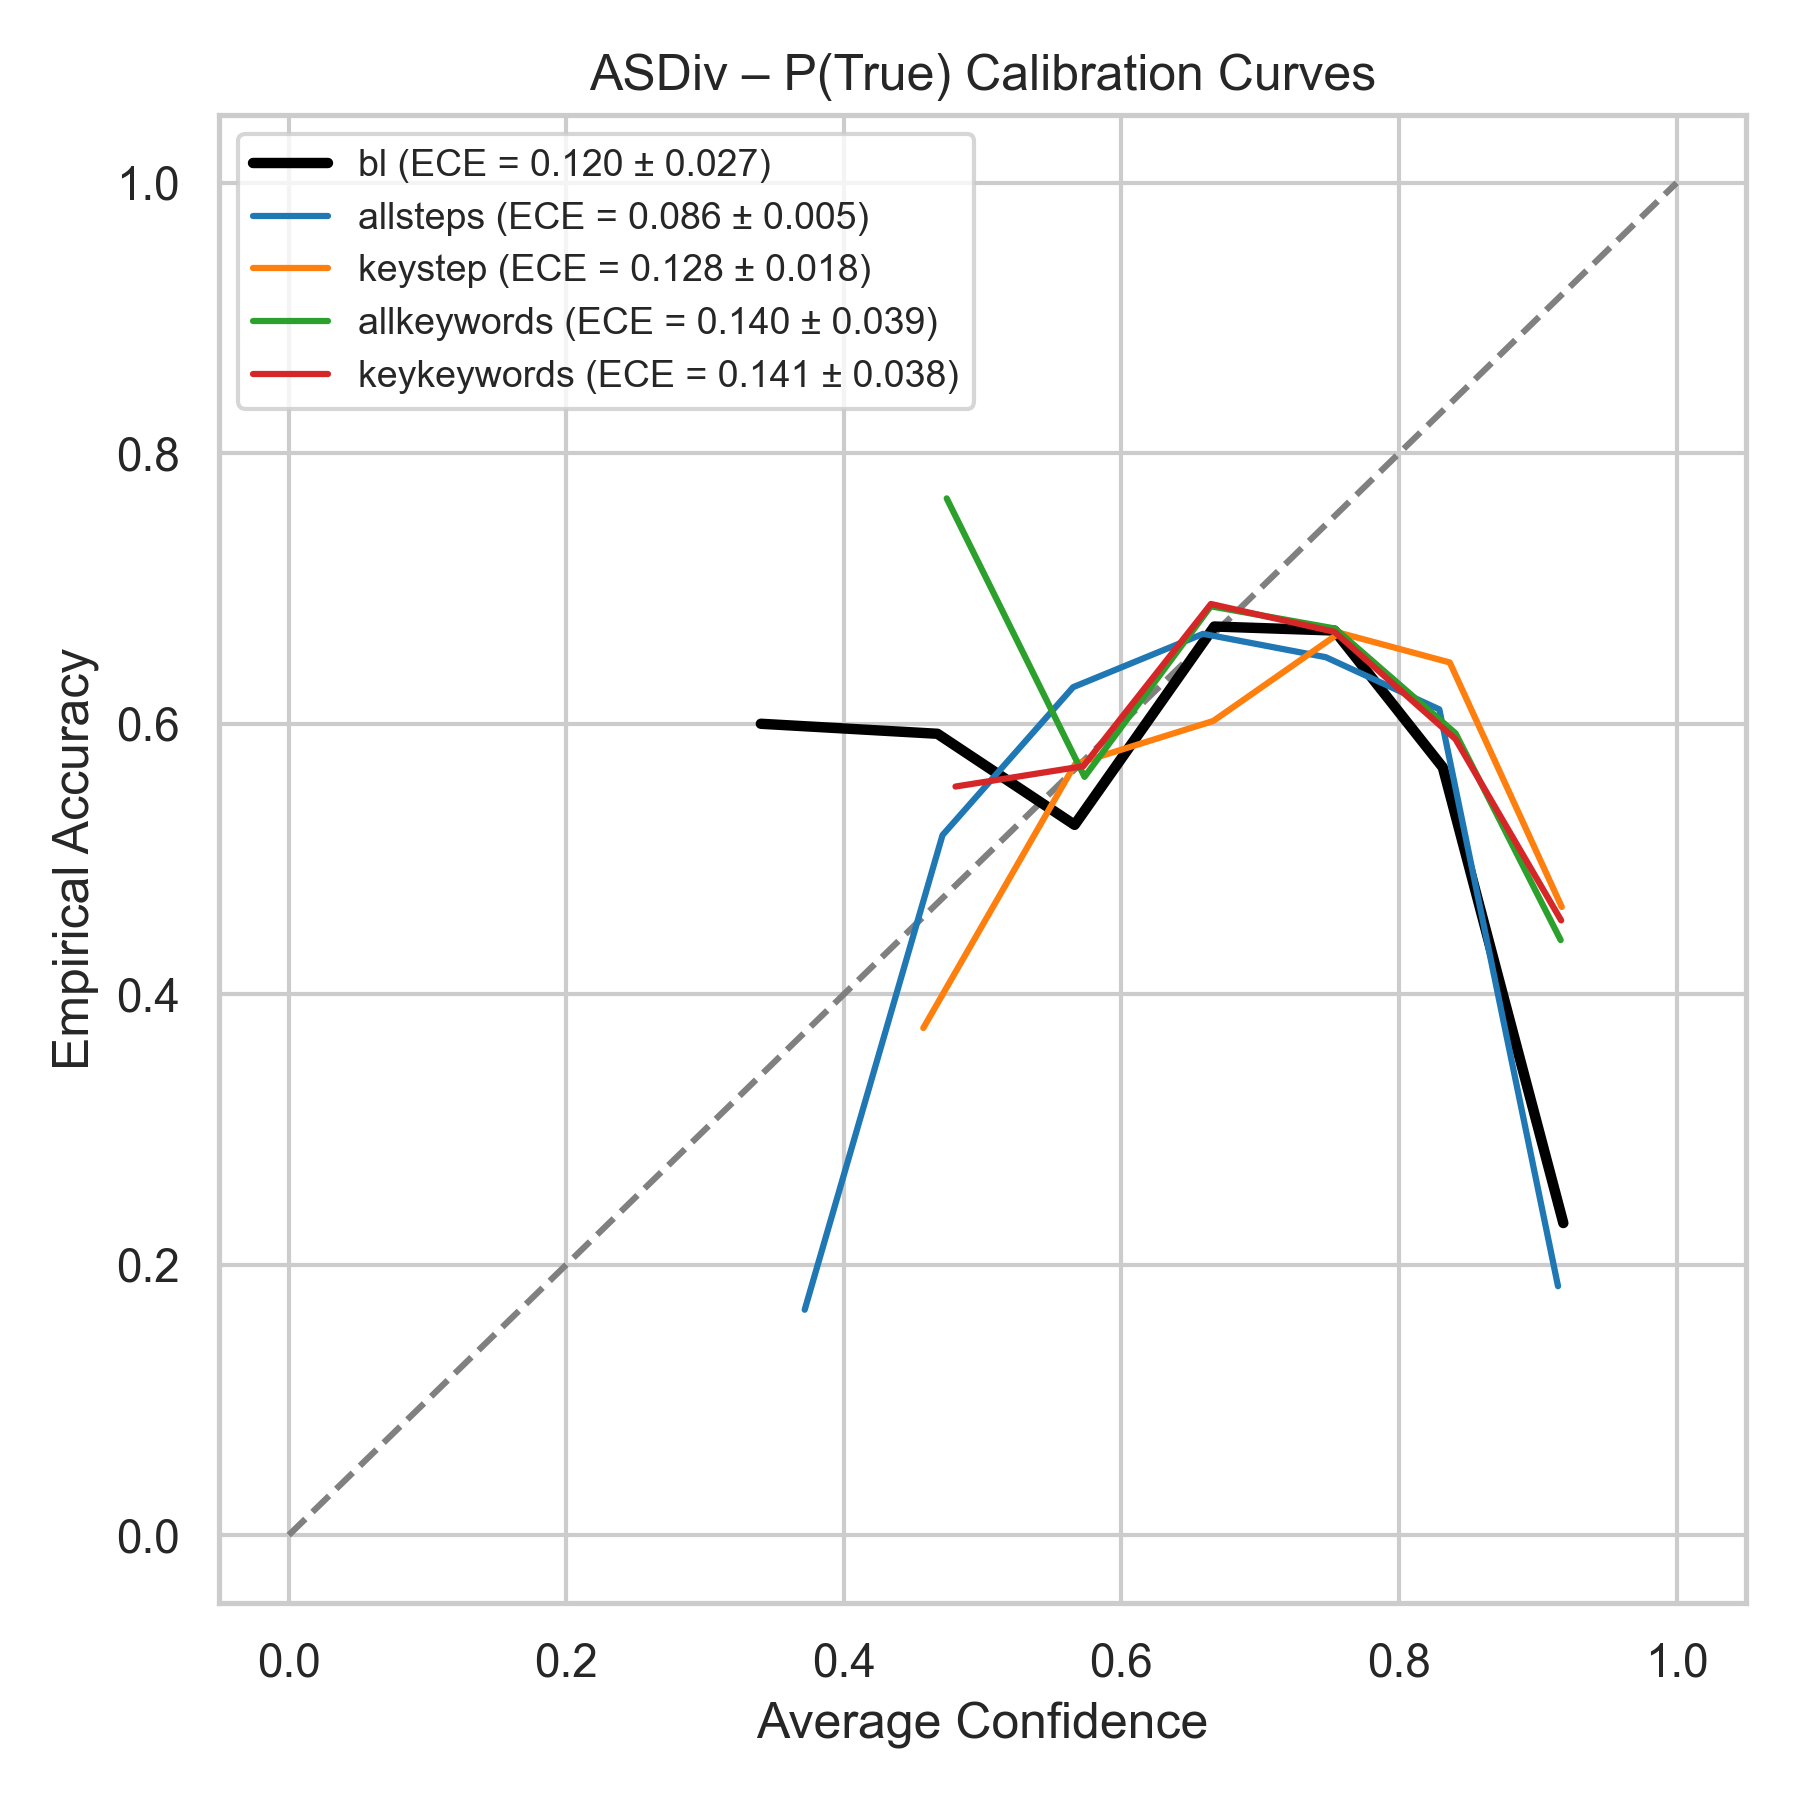 ASDiv – P(True) Calibration Curves
bl (ECE = 0.120 ± 0.027)
allsteps (ECE = 0.086 ± 0.005)
keystep (ECE = 0.128 ± 0.018)
allkeywords (ECE = 0.140 ± 0.039)
keykeywords (ECE = 0.141 ± 0.038)
1.0
0.8
0.6
0.4
0.2
0.0
Empirical Accuracy
0.0 0.2 0.4 0.6 0.8 1.0
Average Confidence